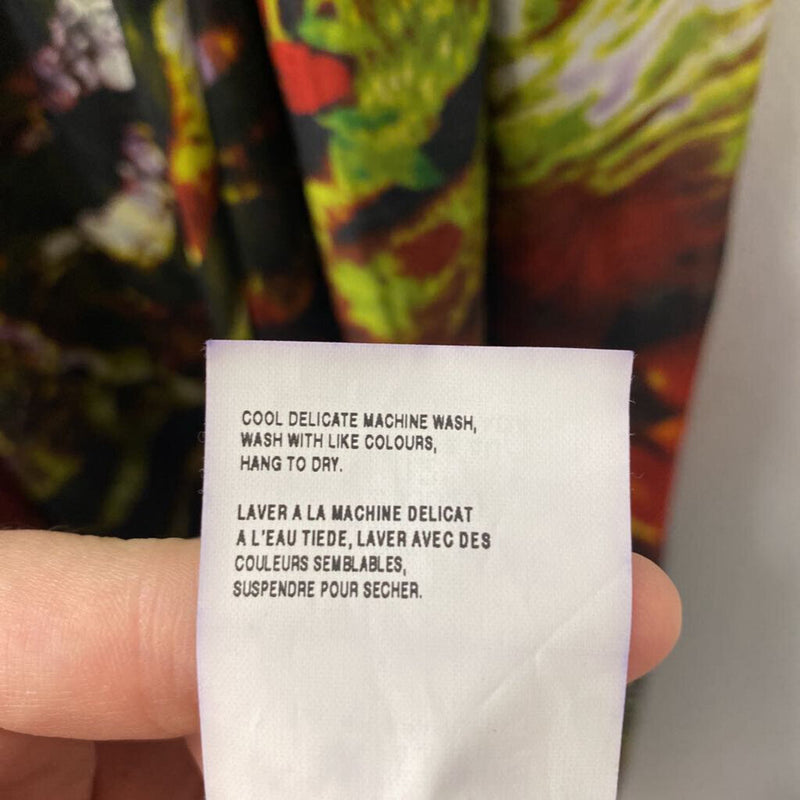 COOL DELICATE MACHINE WASH,
WASH WITH LIKE COLOURS,
HANG TO DRY.
LAVER A LA MACHINE DELICAT
A L'EAU TIEDE, LAVER AVEC DES
COULEURS SEMBLABLES,
SUSPENDRE POUR SECHER.